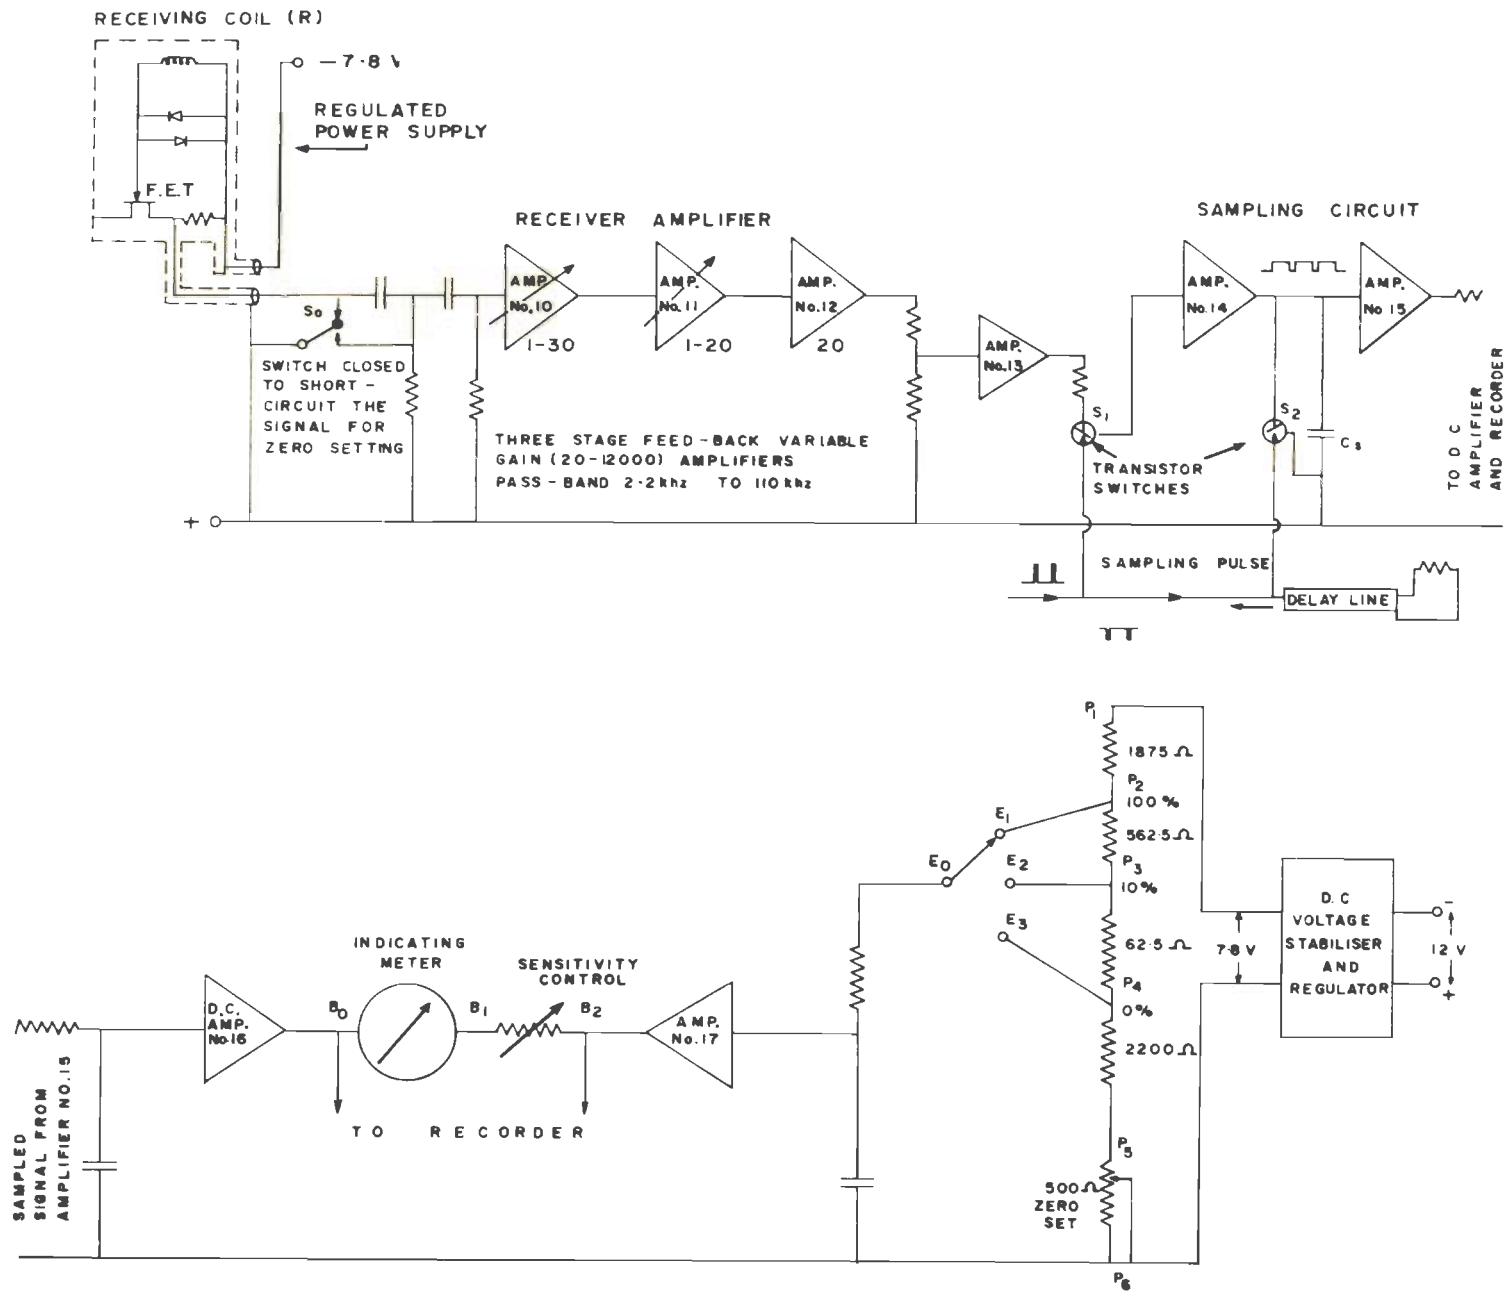 RECEIVING COIL (R)
— 7·8 V
REGULATED
POWER SUPPLY
F.E.T
RECEIVER AMPLIFIER
SAMPLING CIRCUIT
AMP.
No.10
1-30
AMP.
No.11
1-20
AMP.
No.12
20
AMP.
No.13
AMP.
No.14
AMP.
No.15
S₀
SWITCH CLOSED
TO SHORT -
CIRCUIT THE
SIGNAL FOR
ZERO SETTING
THREE STAGE FEED-BACK VARIABLE
GAIN (20-12000) AMPLIFIERS
PASS-BAND 2·2khz TO 110khz
S₁
S₂
Cₛ
TRANSISTOR
SWITCHES
TO D C
AMPLIFIER
AND RECORDER
+
SAMPLING PULSE
DELAY LINE
P₁
1875 Ω
P₂
100%
562·5 Ω
P₃
10%
62·5 Ω
P₄
0%
2200 Ω
P₅
500 Ω
ZERO
SET
P₆
E₀
E₁
E₂
E₃
7·8 V
D.C
VOLTAGE
STABILISER
AND
REGULATOR
-
12 V
+
INDICATING
METER
SENSITIVITY
CONTROL
D.C.
AMP.
No.16
B₀
B₁
B₂
AMP.
No.17
TO RECORDER
SAMPLED
SIGNAL FROM
AMPLIFIER NO.15